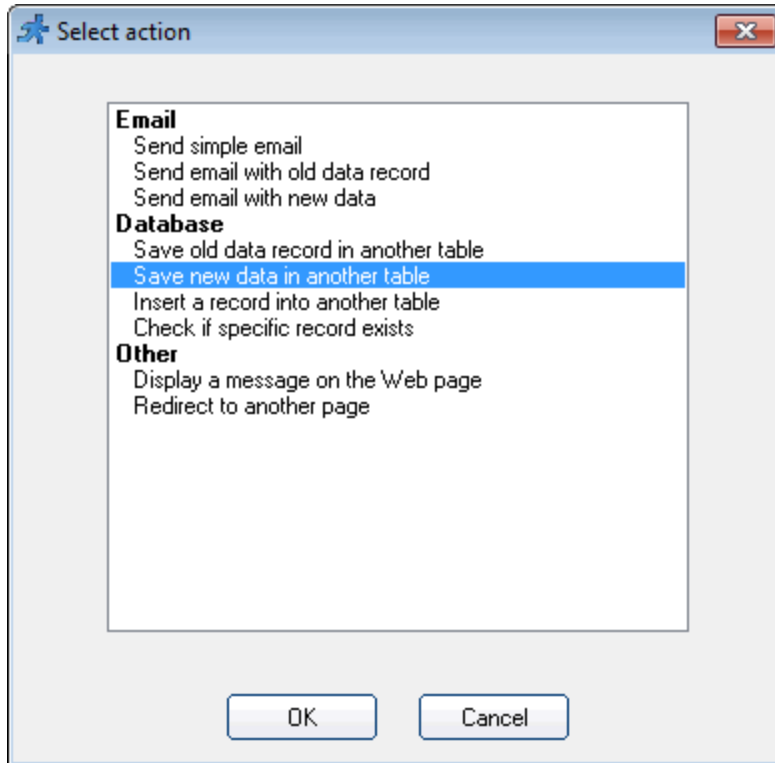 Select action
Email
Send simple email
Send email with old data record
Send email with new data
Database
Save old data record in another table
Save new data in another table
Insert a record into another table
Check if specific record exists
Other
Display a message on the Web page
Redirect to another page
OK
Cancel